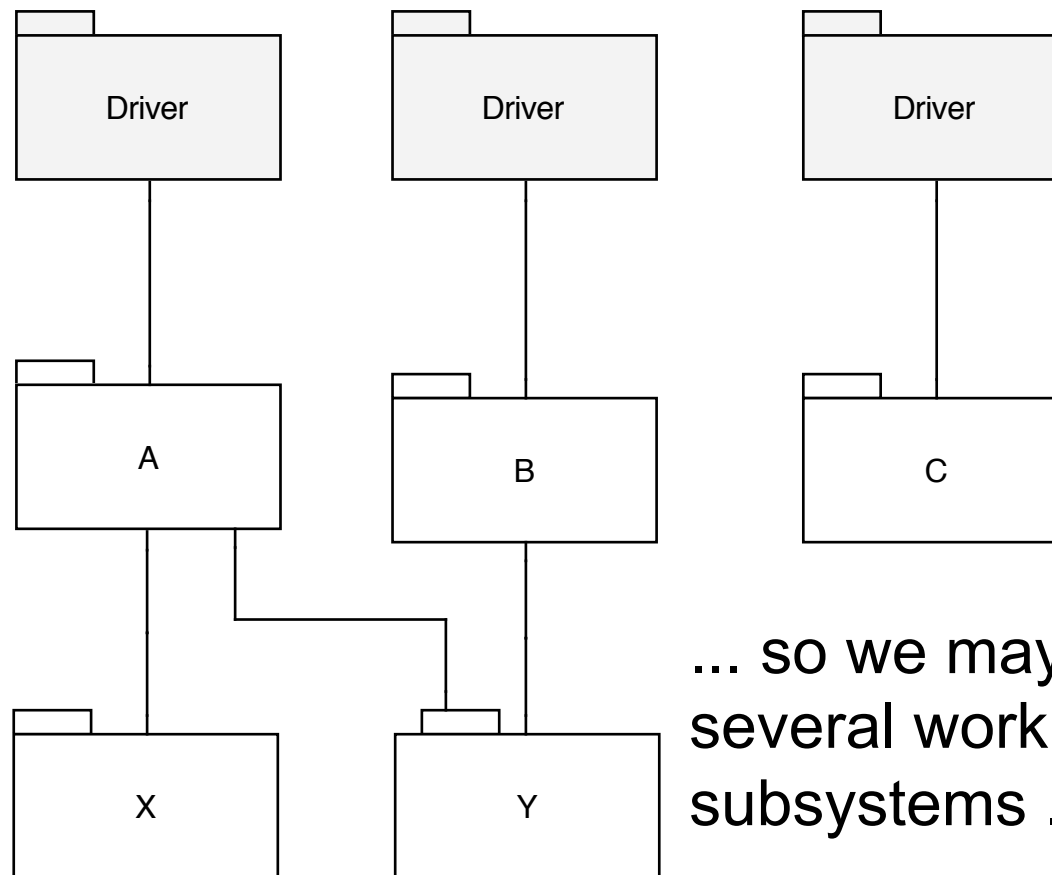 Driver
Driver
Driver
A
B
C
... so we may
several work
subsystems .
X
Y